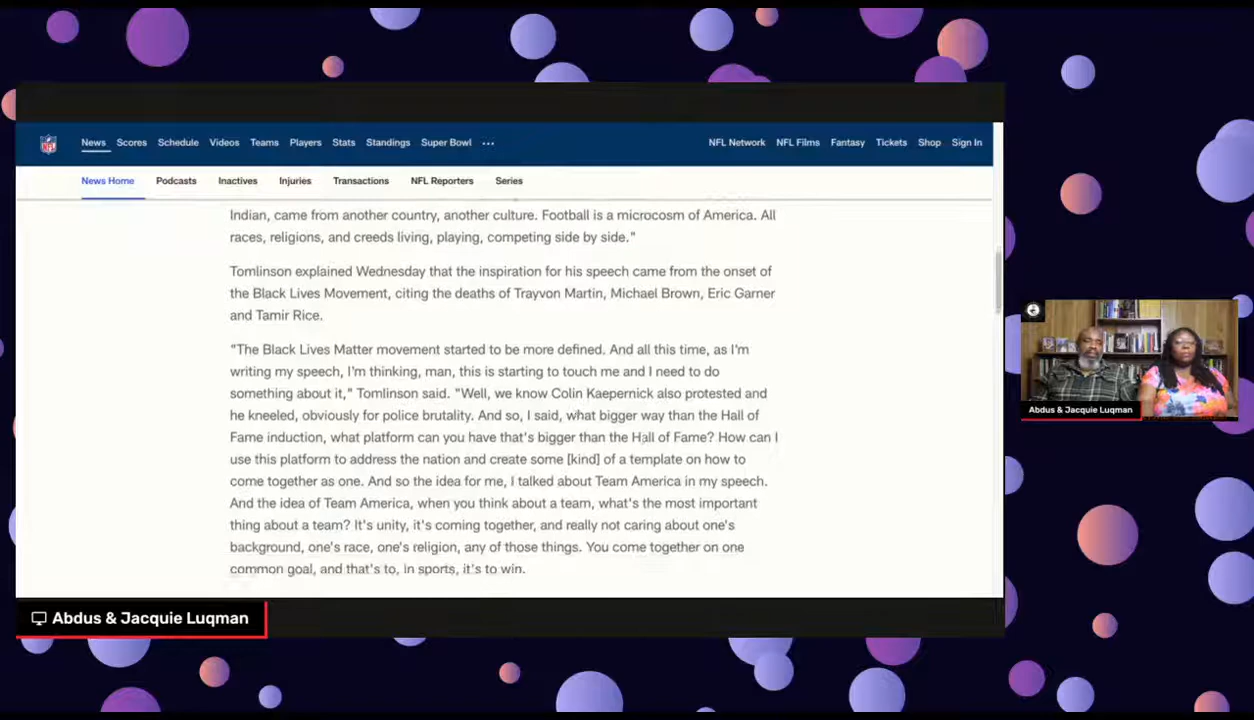 News Scores Schedule Videos Teams Players Stats Standings Super Bowl ... NFL Network NFL Films Fantasy Tickets Shop Sign In
News Home Podcasts Inactives Injuries Transactions NFL Reporters Series
Indian, came from another country, another culture. Football is a microcosm of America. All
races, religions, and creeds living, playing, competing side by side."
Tomlinson explained Wednesday that the inspiration for his speech came from the onset of
the Black Lives Movement, citing the deaths of Trayvon Martin, Michael Brown, Eric Garner
and Tamir Rice.
"The Black Lives Matter movement started to be more defined. And all this time, as I'm
writing my speech, I'm thinking, man, this is starting to touch me and I need to do
something about it," Tomlinson said. "Well, we know Colin Kaepernick also protested and
he kneeled, obviously for police brutality. And so, I said, what bigger way than the Hall of
Fame induction, what platform can you have that's bigger than the Hall of Fame? How can I
use this platform to address the nation and create some [kind] of a template on how to
come together as one. And so the idea for me, I talked about Team America in my speech.
And the idea of Team America, when you think about a team, what's the most important
thing about a team? It's unity, it's coming together, and really not caring about one's
background, one's race, one's religion, any of those things. You come together on one
common goal, and that's to, in sports, it's to win.
Abdus & Jacquie Luqman
Abdus & Jacquie Luqman